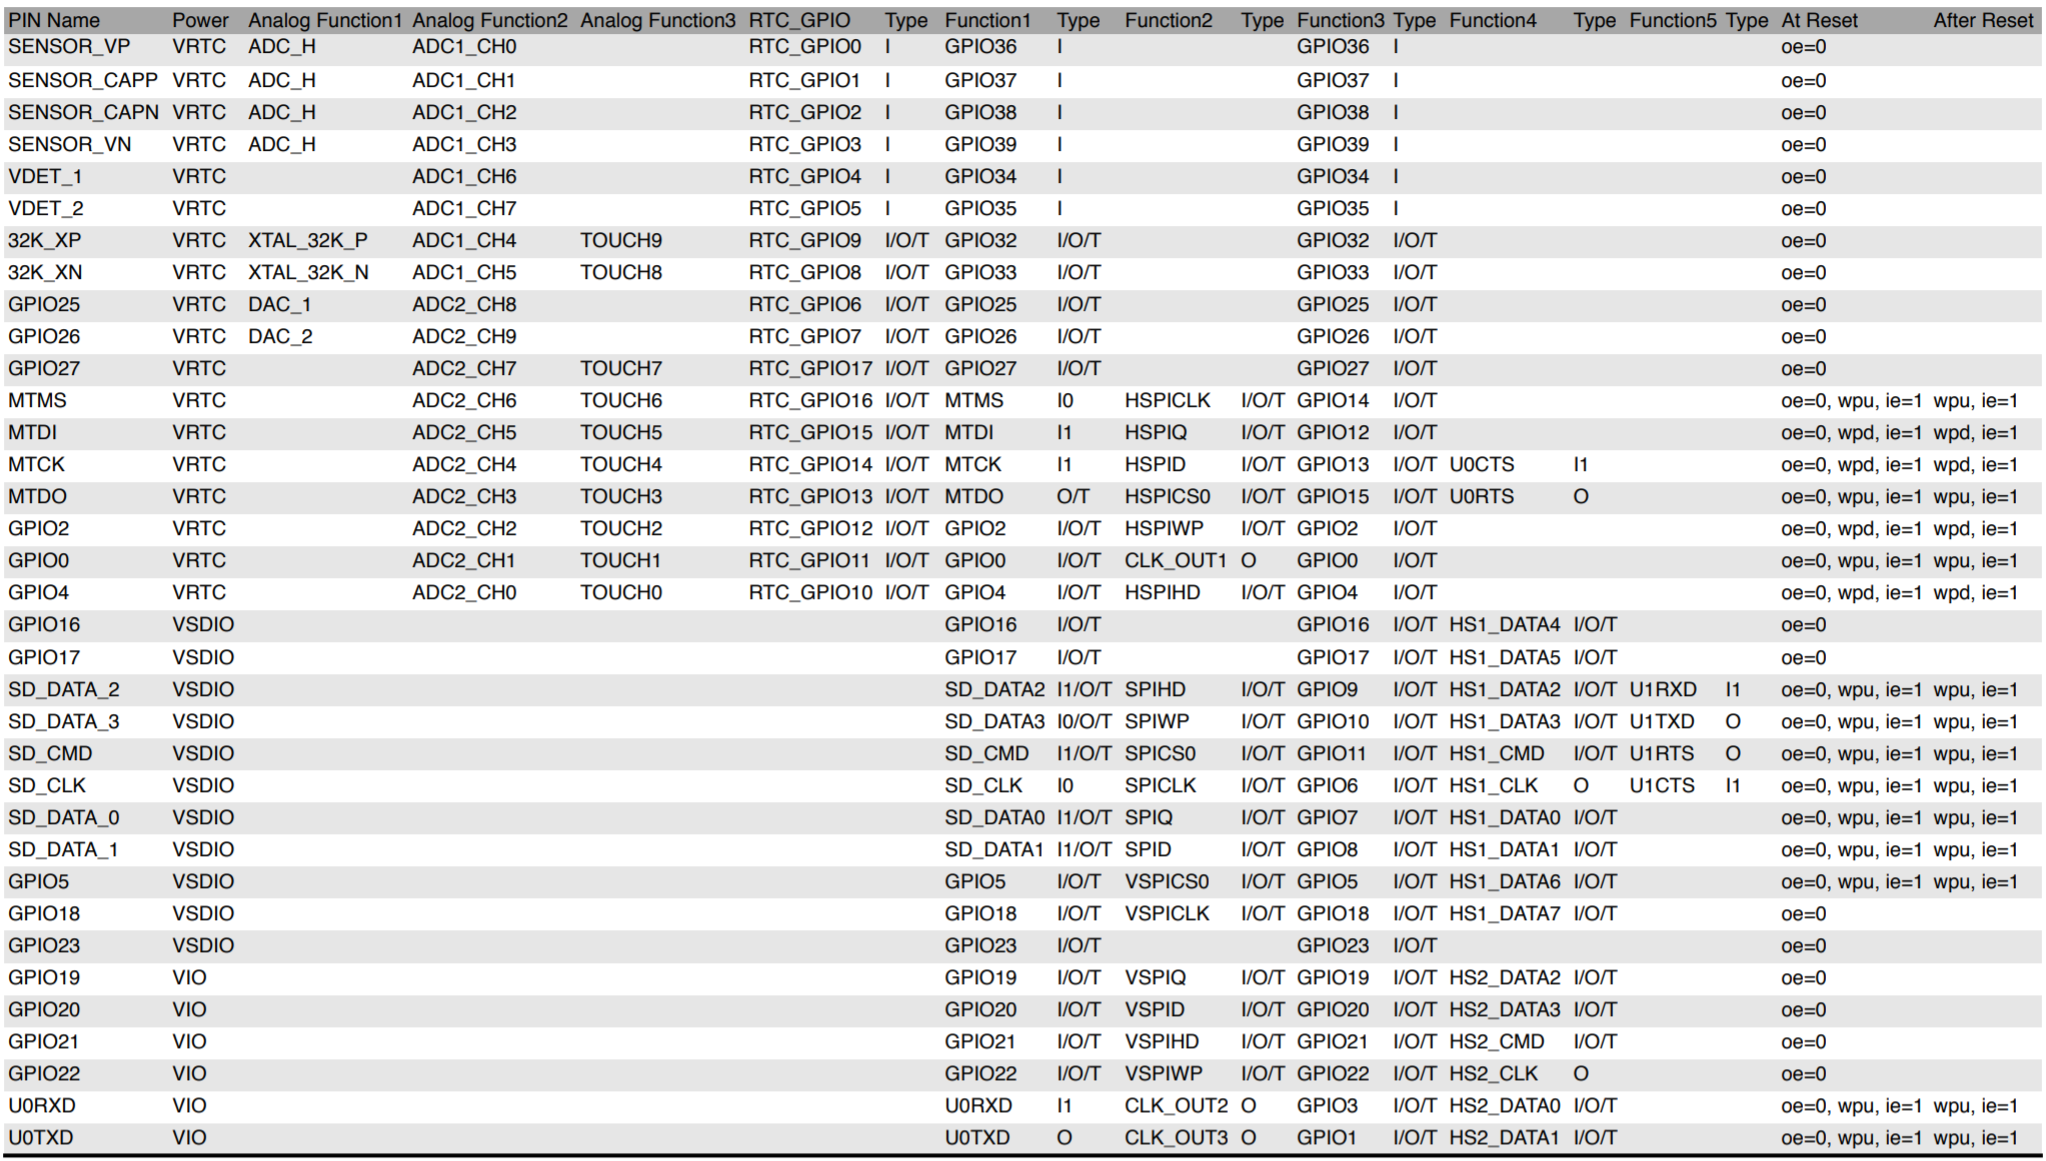 PIN Name Power Analog Function1 Analog Function2 Analog Function3 RTC_GPIO Type Function1 Type Function2 Type Function3 Type Function4 Type Function5 Type At Reset After Reset
SENSOR_VP VRTC ADC_H ADC1_CH0 RTC_GPIO0 I GPIO36 I GPIO36 I oe=0
SENSOR_CAPP VRTC ADC_H ADC1_CH1 RTC_GPIO1 I GPIO37 I GPIO37 I oe=0
SENSOR_CAPN VRTC ADC_H ADC1_CH2 RTC_GPIO2 I GPIO38 I GPIO38 I oe=0
SENSOR_VN VRTC ADC_H ADC1_CH3 RTC_GPIO3 I GPIO39 I GPIO39 I oe=0
VDET_1 VRTC ADC1_CH6 RTC_GPIO4 I GPIO34 I GPIO34 I oe=0
VDET_2 VRTC ADC1_CH7 RTC_GPIO5 I GPIO35 I GPIO35 I oe=0
32K_XP VRTC XTAL_32K_P ADC1_CH4 TOUCH9 RTC_GPIO9 I/O/T GPIO32 I/O/T GPIO32 I/O/T oe=0
32K_XN VRTC XTAL_32K_N ADC1_CH5 TOUCH8 RTC_GPIO8 I/O/T GPIO33 I/O/T GPIO33 I/O/T oe=0
GPIO25 VRTC DAC_1 ADC2_CH8 RTC_GPIO6 I/O/T GPIO25 I/O/T GPIO25 I/O/T oe=0
GPIO26 VRTC DAC_2 ADC2_CH9 RTC_GPIO7 I/O/T GPIO26 I/O/T GPIO26 I/O/T oe=0
GPIO27 VRTC ADC2_CH7 TOUCH7 RTC_GPIO17 I/O/T GPIO27 I/O/T GPIO27 I/O/T oe=0
MTMS VRTC ADC2_CH6 TOUCH6 RTC_GPIO16 I/O/T MTMS I0 HSPICLK I/O/T GPIO14 I/O/T oe=0, wpu, ie=1 wpu, ie=1
MTDI VRTC ADC2_CH5 TOUCH5 RTC_GPIO15 I/O/T MTDI I1 HSPIQ I/O/T GPIO12 I/O/T oe=0, wpd, ie=1 wpd, ie=1
MTCK VRTC ADC2_CH4 TOUCH4 RTC_GPIO14 I/O/T MTCK I1 HSPID I/O/T GPIO13 I/O/T U0CTS I1 oe=0, wpd, ie=1 wpd, ie=1
MTDO VRTC ADC2_CH3 TOUCH3 RTC_GPIO13 I/O/T MTDO O/T HSPICS0 I/O/T GPIO15 I/O/T U0RTS O oe=0, wpu, ie=1 wpu, ie=1
GPIO2 VRTC ADC2_CH2 TOUCH2 RTC_GPIO12 I/O/T GPIO2 I/O/T HSPIWP I/O/T GPIO2 I/O/T oe=0, wpd, ie=1 wpd, ie=1
GPIO0 VRTC ADC2_CH1 TOUCH1 RTC_GPIO11 I/O/T GPIO0 I/O/T CLK_OUT1 O GPIO0 I/O/T oe=0, wpu, ie=1 wpu, ie=1
GPIO4 VRTC ADC2_CH0 TOUCH0 RTC_GPIO10 I/O/T GPIO4 I/O/T HSPIHD I/O/T GPIO4 I/O/T oe=0, wpd, ie=1 wpd, ie=1
GPIO16 VSDIO GPIO16 I/O/T GPIO16 I/O/T HS1_DATA4 I/O/T oe=0
GPIO17 VSDIO GPIO17 I/O/T GPIO17 I/O/T HS1_DATA5 I/O/T oe=0
SD_DATA_2 VSDIO SD_DATA2 I1/O/T SPIHD I/O/T GPIO9 I/O/T HS1_DATA2 I/O/T U1RXD I1 oe=0, wpu, ie=1 wpu, ie=1
SD_DATA_3 VSDIO SD_DATA3 I0/O/T SPIWP I/O/T GPIO10 I/O/T HS1_DATA3 I/O/T U1TXD O oe=0, wpu, ie=1 wpu, ie=1
SD_CMD VSDIO SD_CMD I1/O/T SPICS0 I/O/T GPIO11 I/O/T HS1_CMD I/O/T U1RTS O oe=0, wpu, ie=1 wpu, ie=1
SD_CLK VSDIO SD_CLK I0 SPICLK I/O/T GPIO6 I/O/T HS1_CLK O U1CTS I1 oe=0, wpu, ie=1 wpu, ie=1
SD_DATA_0 VSDIO SD_DATA0 I1/O/T SPIQ I/O/T GPIO7 I/O/T HS1_DATA0 I/O/T oe=0, wpu, ie=1 wpu, ie=1
SD_DATA_1 VSDIO SD_DATA1 I1/O/T SPID I/O/T GPIO8 I/O/T HS1_DATA1 I/O/T oe=0, wpu, ie=1 wpu, ie=1
GPIO5 VSDIO GPIO5 I/O/T VSPICS0 I/O/T GPIO5 I/O/T HS1_DATA6 I/O/T oe=0, wpu, ie=1 wpu, ie=1
GPIO18 VSDIO GPIO18 I/O/T VSPICLK I/O/T GPIO18 I/O/T HS1_DATA7 I/O/T oe=0
GPIO23 VSDIO GPIO23 I/O/T GPIO23 I/O/T oe=0
GPIO19 VIO GPIO19 I/O/T VSPIQ I/O/T GPIO19 I/O/T HS2_DATA2 I/O/T oe=0
GPIO20 VIO GPIO20 I/O/T VSPID I/O/T GPIO20 I/O/T HS2_DATA3 I/O/T oe=0
GPIO21 VIO GPIO21 I/O/T VSPIHD I/O/T GPIO21 I/O/T HS2_CMD I/O/T oe=0
GPIO22 VIO GPIO22 I/O/T VSPIWP I/O/T GPIO22 I/O/T HS2_CLK O oe=0
U0RXD VIO U0RXD I1 CLK_OUT2 O GPIO3 I/O/T HS2_DATA0 I/O/T oe=0, wpu, ie=1 wpu, ie=1
U0TXD VIO U0TXD O CLK_OUT3 O GPIO1 I/O/T HS2_DATA1 I/O/T oe=0, wpu, ie=1 wpu, ie=1